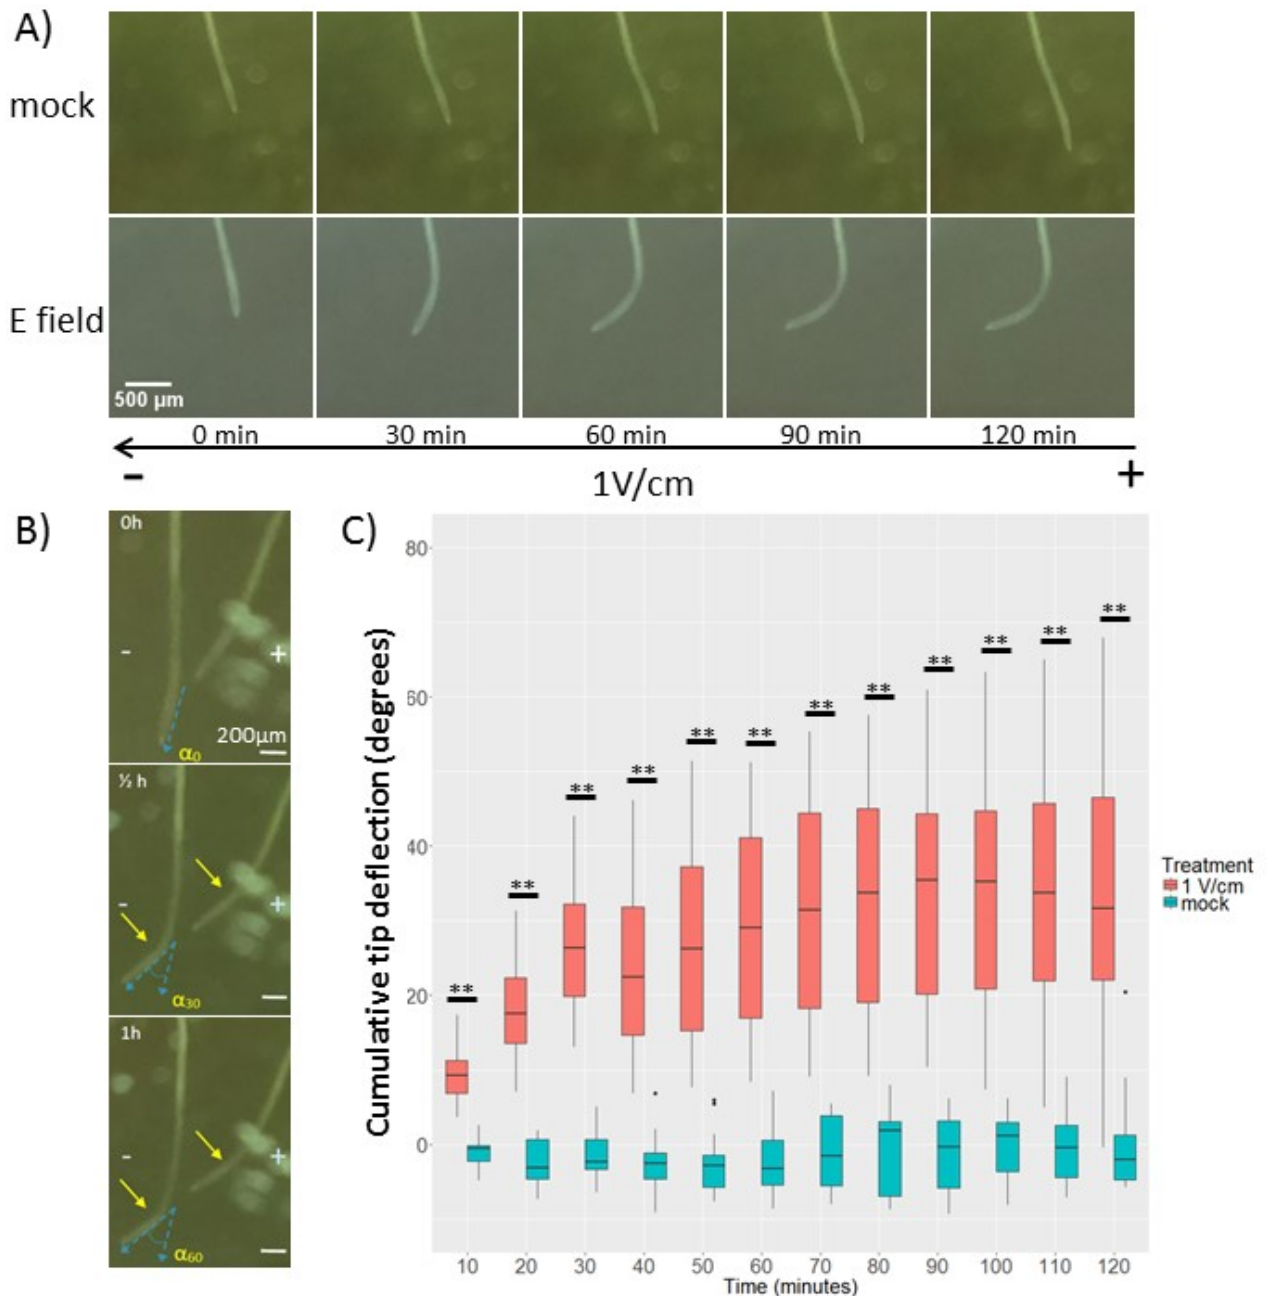 A)
mock
E field
500 µm
0 min 30 min 60 min 90 min 120 min
- +
1V/cm
B)
0h
- +
200µm
α0
½ h
- +
α30
1h
- +
α60
C)
Cumulative tip deflection (degrees)
80
60
40
20
0
** ** ** ** ** ** ** ** ** ** ** **
10 20 30 40 50 60 70 80 90 100 110 120
Time (minutes)
Treatment
1 V/cm
mock